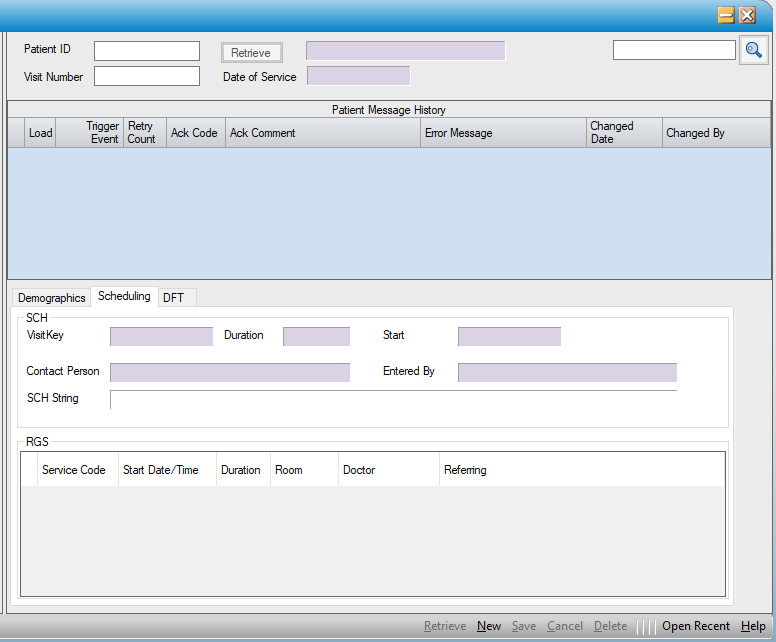 Patient ID
Retrieve
Visit Number
Date of Service
Patient Message History
Load
Trigger
Event
Retry
Count
Ack Code
Ack Comment
Error Message
Changed
Date
Changed By
Demographics
Scheduling
DFT
SCH
VisitKey
Duration
Start
Contact Person
Entered By
SCH String
RGS
Service Code
Start Date/Time
Duration
Room
Doctor
Referring
Retrieve New Save Cancel Delete Open Recent Help